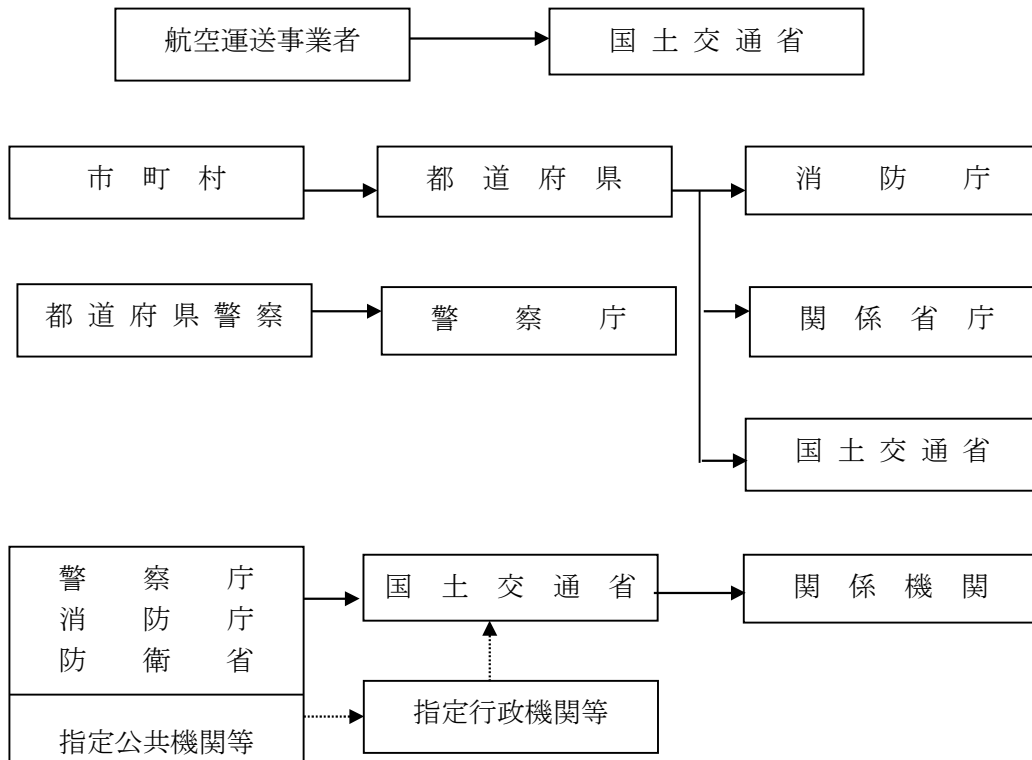 航空運送事業者
国土交通省
市町村
都道府県
消防庁
都道府県警察
警察庁
関係省庁
国土交通省
警察庁
消防庁
防衛省
国土交通省
関係機関
指定公共機関等
指定行政機関等